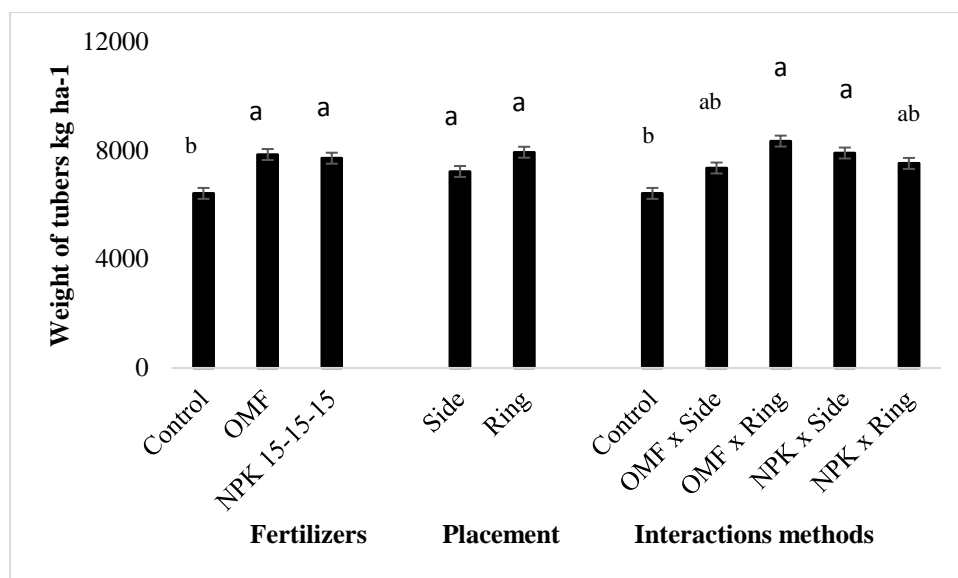 Weight of tubers kg ha-1
12000
8000
4000
0
b
a
a
a
a
b
ab
a
a
ab
Control
OMF
NPK 15-15-15
Side
Ring
Control
OMF x Side
OMF x Ring
NPK x Side
NPK x Ring
Fertilizers
Placement
Interactions methods